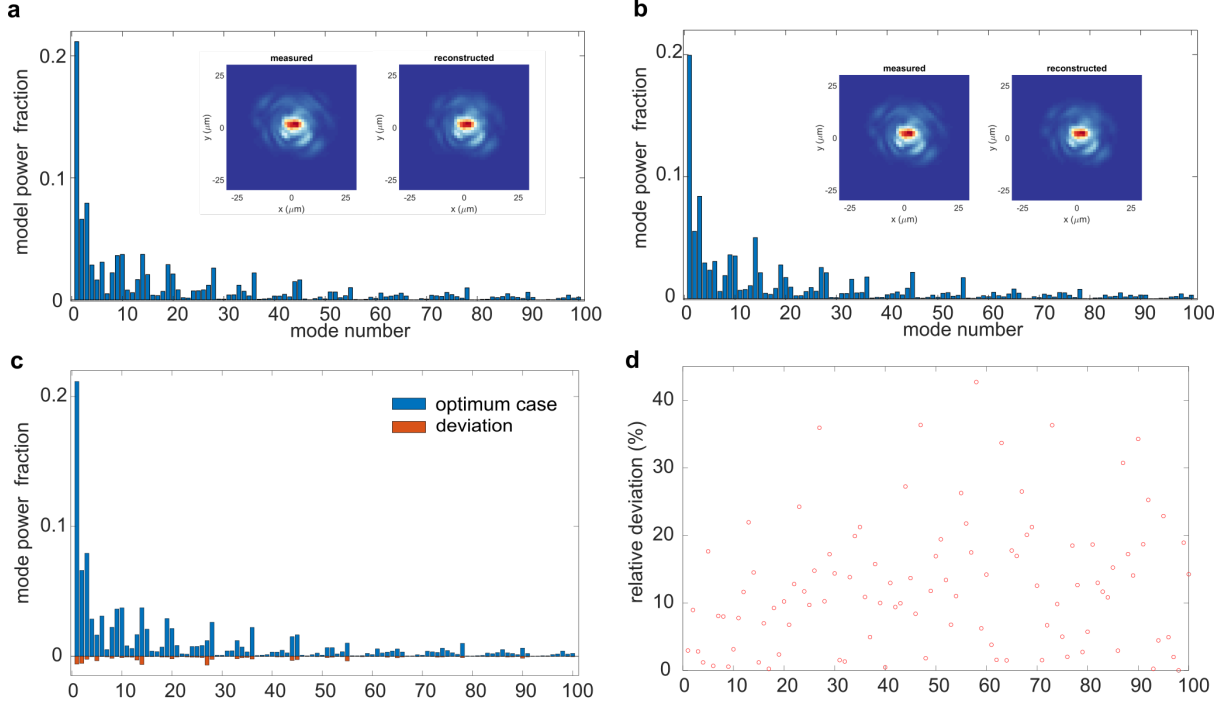 a
model power fraction
0.2
0.1
0
measured
reconstructed
y (μm)
25
0
-25
-25
0
25
x (μm)
y (μm)
25
0
-25
-25
0
25
x (μm)
0 10 20 30 40 50 60 70 80 90 100
mode number
b
mode power fraction
0.2
0.1
0
measured
reconstructed
y (μm)
25
0
-25
-25
0
25
x (μm)
y (μm)
25
0
-25
-25
0
25
x (μm)
0 10 20 30 40 50 60 70 80 90 100
mode number
c
mode power fraction
0.2
0.1
0
optimum case
deviation
0 10 20 30 40 50 60 70 80 90 100
d
relative deviation (%)
40
30
20
10
0
0 10 20 30 40 50 60 70 80 90 100